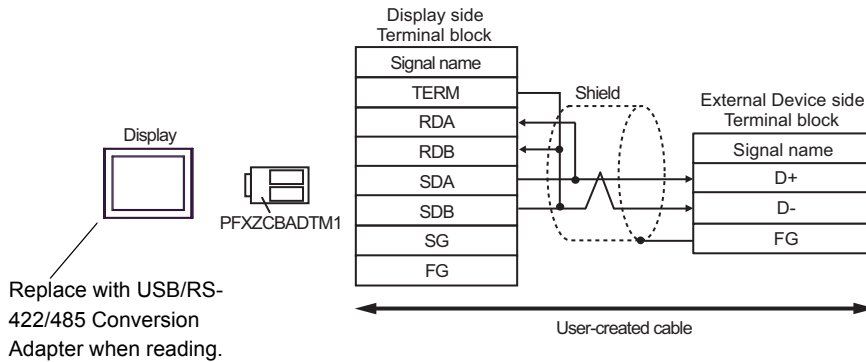 Display side
Terminal block
Signal name
TERM
RDA
RDB
SDA
SDB
SG
FG
Shield
External Device side
Terminal block
Signal name
D+
D-
FG
Display
PFXZCBADTM1
Replace with USB/RS-
422/485 Conversion
Adapter when reading.
User-created cable